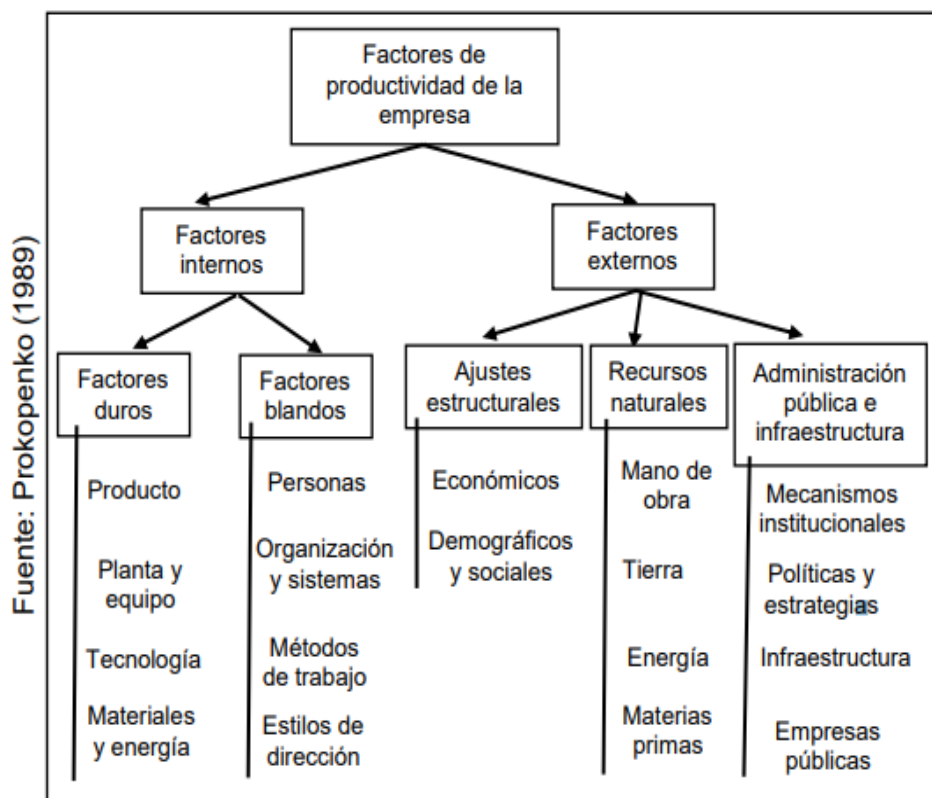 Factores de
productividad de la
empresa
Factores
internos
Factores
externos
Factores
duros
Factores
blandos
Ajustes
estructurales
Recursos
naturales
Administración
pública e
infraestructura
Producto
Planta y
equipo
Tecnología
Materiales
y energía
Personas
Organización
y sistemas
Métodos
de trabajo
Estilos de
dirección
Económicos
Demográficos
y sociales
Mano de
obra
Tierra
Energía
Materias
primas
Mecanismos
institucionales
Políticas y
estrategias
Infraestructura
Empresas
públicas
Fuente: Prokopenko (1989)